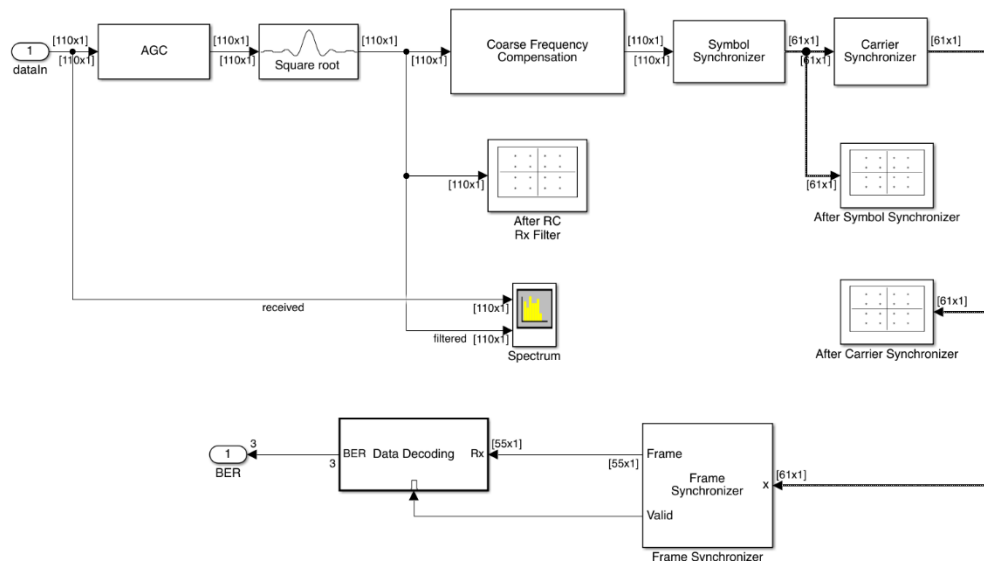 [110x1]
[110x1]
[110x1]
[110x1]
[61x1]
[61x1]
1
AGC
Square root
Coarse Frequency
Compensation
Symbol
Synchronizer
Carrier
Synchronizer
dataIn
[110x1]
[110x1]
[110x1]
[110x1]
[61x1]
[110x1]
[61x1]
After RC
Rx Filter
After Symbol Synchronizer
received
[110x1]
[61x1]
filtered
[110x1]
Spectrum
After Carrier Synchronizer
3
1
BER
3
BER
Data Decoding
Rx
[55x1]
[55x1]
Frame
Frame
Synchronizer
x
[61x1]
Valid
Frame Synchronizer